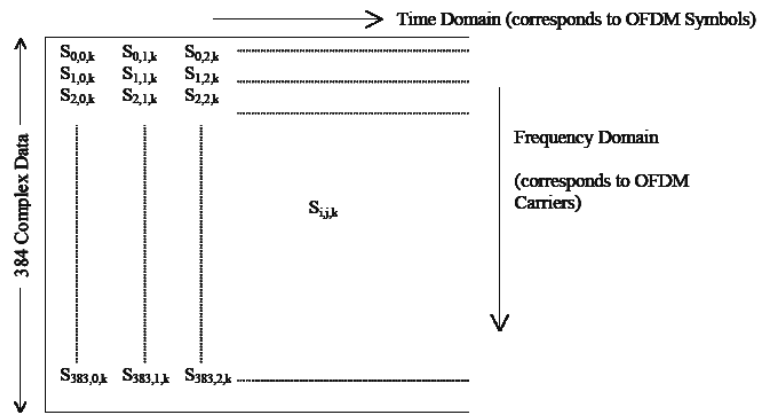 Time Domain (corresponds to OFDM Symbols)
S0,0,k S0,1,k S0,2,k
S1,0,k S1,1,k S1,2,k
S2,0,k S2,1,k S2,2,k
384 Complex Data
Frequency Domain
(corresponds to OFDM
Carriers)
Si,j,k
S383,0,k S383,1,k S383,2,k